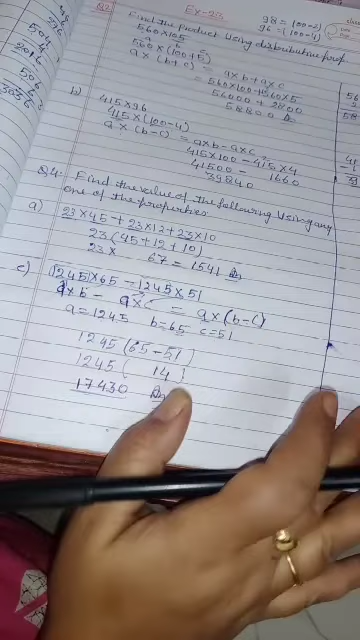 Ex-2.3
98 = (100-2)
96 = (100-4)
Q2. Find the product using distributive prop
560×105
a b c
560×(100+5)
a×(b+c) = a×b+a×c
= 560×100+560×5
56000 + 2800
58800 Ans
b) 415×96
415×(100-4)
a×(b-c) = a×b-a×c
415×100-415×4
41500 - 1660
39840
Q4. Find the value of the following using any
one of the properties
a) 23×45+23×12+23×10
23(45+12+10)
23× 67 = 1541 Ans
c) 1245×65-1245×51
a×b - a×c = a×(b-c)
a=1245 b=65 c=51
1245(65-51)
1245( 14)
17430 Ans